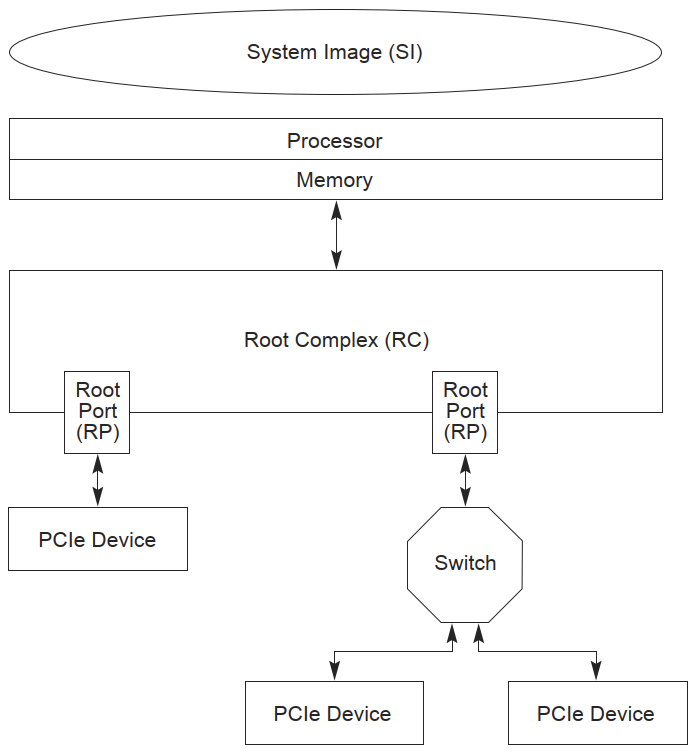 System Image (SI)
Processor
Memory
Root Complex (RC)
Root
Port
(RP)
Root
Port
(RP)
PCIe Device
Switch
PCIe Device
PCIe Device